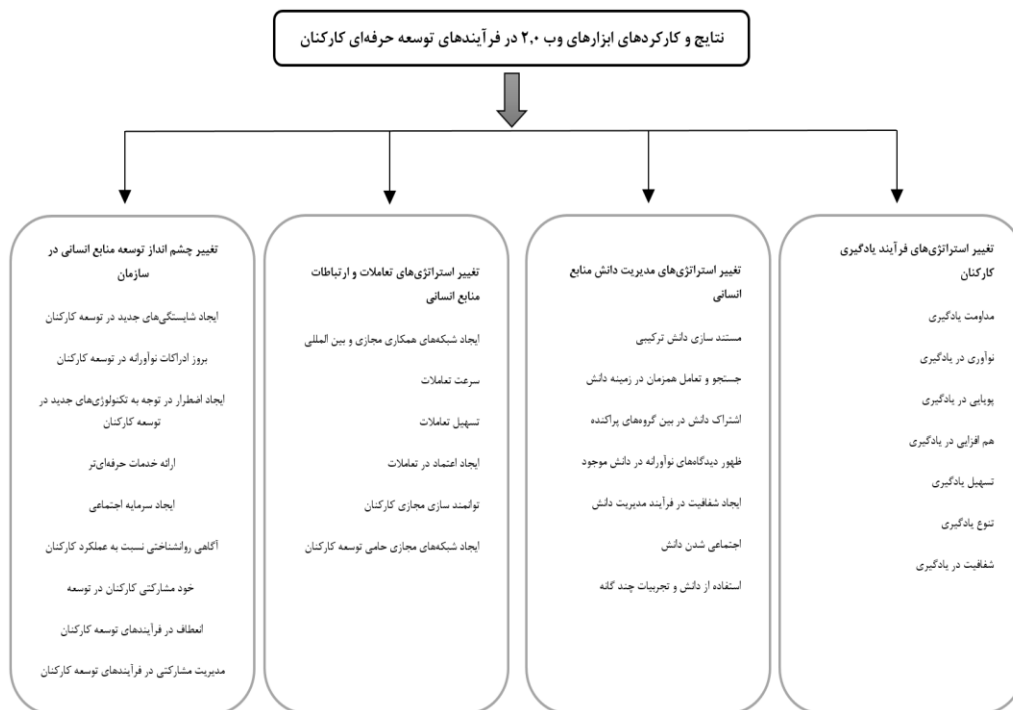 نتایج و کارکردهای ابزارهای وب ۲,۰ در فرآیندهای توسعه حرفه‌ای کارکنان
تغییر استراتژی‌های فرآیند یادگیری
کارکنان
مداومت یادگیری
نوآوری در یادگیری
پویایی در یادگیری
هم افزایی در یادگیری
تسهیل یادگیری
تنوع یادگیری
شفافیت در یادگیری
تغییر استراتژی‌های مدیریت دانش منابع
انسانی
مستند سازی دانش ترکیبی
جستجو و تعامل همزمان در زمینه دانش
اشتراک دانش در بین گروه‌های پراکنده
ظهور دیدگاه‌های نوآورانه در دانش موجود
ایجاد شفافیت در فرآیند مدیریت دانش
اجتماعی شدن دانش
استفاده از دانش و تجربیات چند گانه
تغییر استراتژی‌های تعاملات و ارتباطات
منابع انسانی
ایجاد شبکه‌های همکاری مجازی و بین المللی
سرعت تعاملات
تسهیل تعاملات
ایجاد اعتماد در تعاملات
توانمند سازی مجازی کارکنان
ایجاد شبکه‌های مجازی حامی توسعه کارکنان
تغییر چشم انداز توسعه منابع انسانی در
سازمان
ایجاد شایستگی‌های جدید در توسعه کارکنان
بروز ادراکات نوآورانه در توسعه کارکنان
ایجاد اضطرار در توجه به تکنولوژی‌های جدید در
توسعه کارکنان
ارائه خدمات حرفه‌ای‌تر
ایجاد سرمایه اجتماعی
آگاهی روانشناختی نسبت به عملکرد کارکنان
خود مشارکتی کارکنان در توسعه
انعطاف در فرآیندهای توسعه کارکنان
مدیریت مشارکتی در فرآیندهای توسعه کارکنان